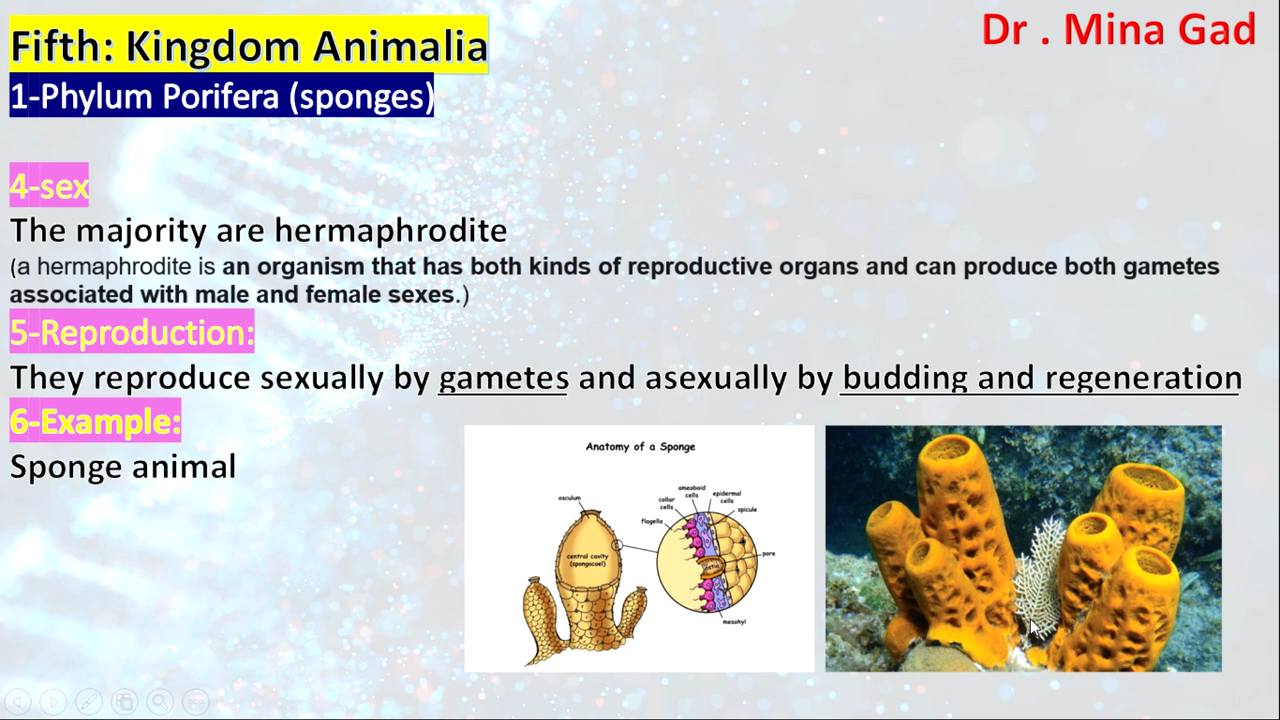 Fifth: Kingdom Animalia
Dr . Mina Gad
1-Phylum Porifera (sponges)
4-sex
The majority are hermaphrodite
(a hermaphrodite is an organism that has both kinds of reproductive organs and can produce both gametes
associated with male and female sexes.)
5-Reproduction:
They reproduce sexually by gametes and asexually by budding and regeneration
6-Example:
Sponge animal
Anatomy of a Sponge
osculum
central cavity
(spongocoel)
flagella
collar
cells
ameboid
cells
epidermal
cells
spicule
pore
ostia
mesohyl